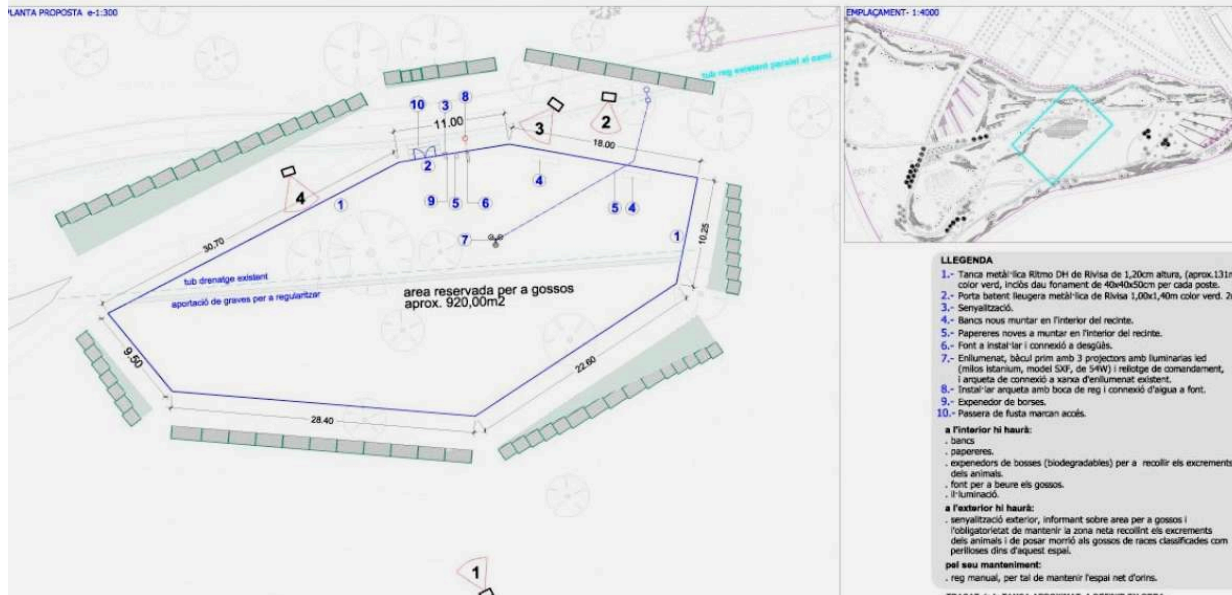 PLANTA PROPOSTA e-1:300
EMPLAÇAMENT- 1:4000
tub reg existent paral·lel al camí
10
3
8
11.00
3
2
18.00
2
4
4
1
9
5
6
5
4
7
1
30.70
10.25
tub drenatge existent
aportació de graves per a regularitzar
area reservada per a gossos
aprox. 920,00m2
9.50
22.60
28.40
1
LLEGENDA
1.- Tanca metàl·lica Ritmo DH de Rivisa de 1,20cm altura, (aprox.131m
color verd, inclòs dau fonament de 40x40x50cm per cada poste.
2.- Porta batent lleugera metàl·lica de Rivisa 1,00x1,40m color verd.
3.- Senyalització.
4.- Bancs nous muntar en l'interior del recinte.
5.- Papereres noves a muntar en l'interior del recinte.
6.- Font a instal·lar i connexió a desgüàs.
7.- Enllumenat, bàcul prim amb 3 projectors amb lluminarias led
(milos istanium, model SXF, de 54W) i rellotge de comandament,
i arqueta de connexió a xarxa d'enllumenat existent.
8.- Instal·lar arqueta amb boca de reg i connexió d'aigua a font.
9.- Expenedor de borses.
10.- Passera de fusta marcan accés.
a l'interior hi haurà:
. bancs
. papereres.
. expenedors de bosses (biodegradables) per a recollir els excrements
dels animals.
. font per a beure els gossos.
. il·luminació.
a l'exterior hi haurà:
. senyalització exterior, informant sobre area per a gossos i
l'obligatorietat de mantenir la zona neta recollint els excrements
dels animals i de posar morrió als gossos de races classificades com
perilloses dins d'aquest espai.
pel seu manteniment:
. reg manual, per tal de mantenir l'espai net d'orins.